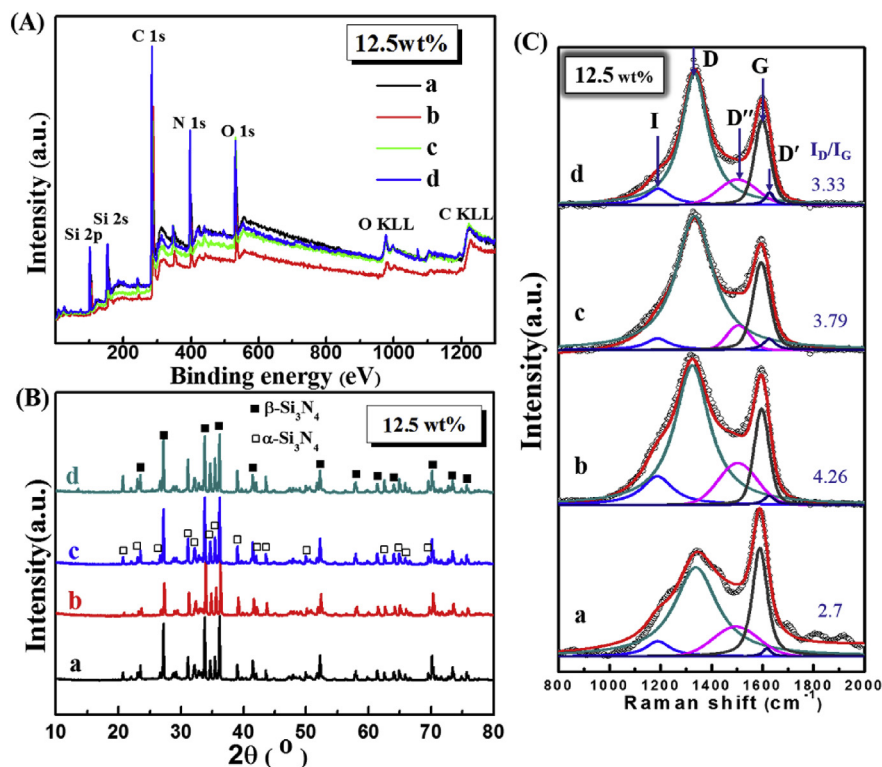 (A)
12.5wt%
C 1s
N 1s
O 1s
Si 2s
Si 2p
O KLL
C KLL
a
b
c
d
Intensity (a.u.)
200 400 600 800 1000 1200
Binding energy (eV)
(B)
■ β-Si₃N₄
□ α-Si₃N₄
12.5 wt%
d
c
b
a
Intensity(a.u.)
10 20 30 40 50 60 70 80
2θ ( ° )
(C)
12.5 wt%
D
G
I
D''
D'
I_D/I_G
d
3.33
c
3.79
b
4.26
a
2.7
Intensity(a.u.)
800 1000 1200 1400 1600 1800 2000
Raman shift (cm⁻¹)